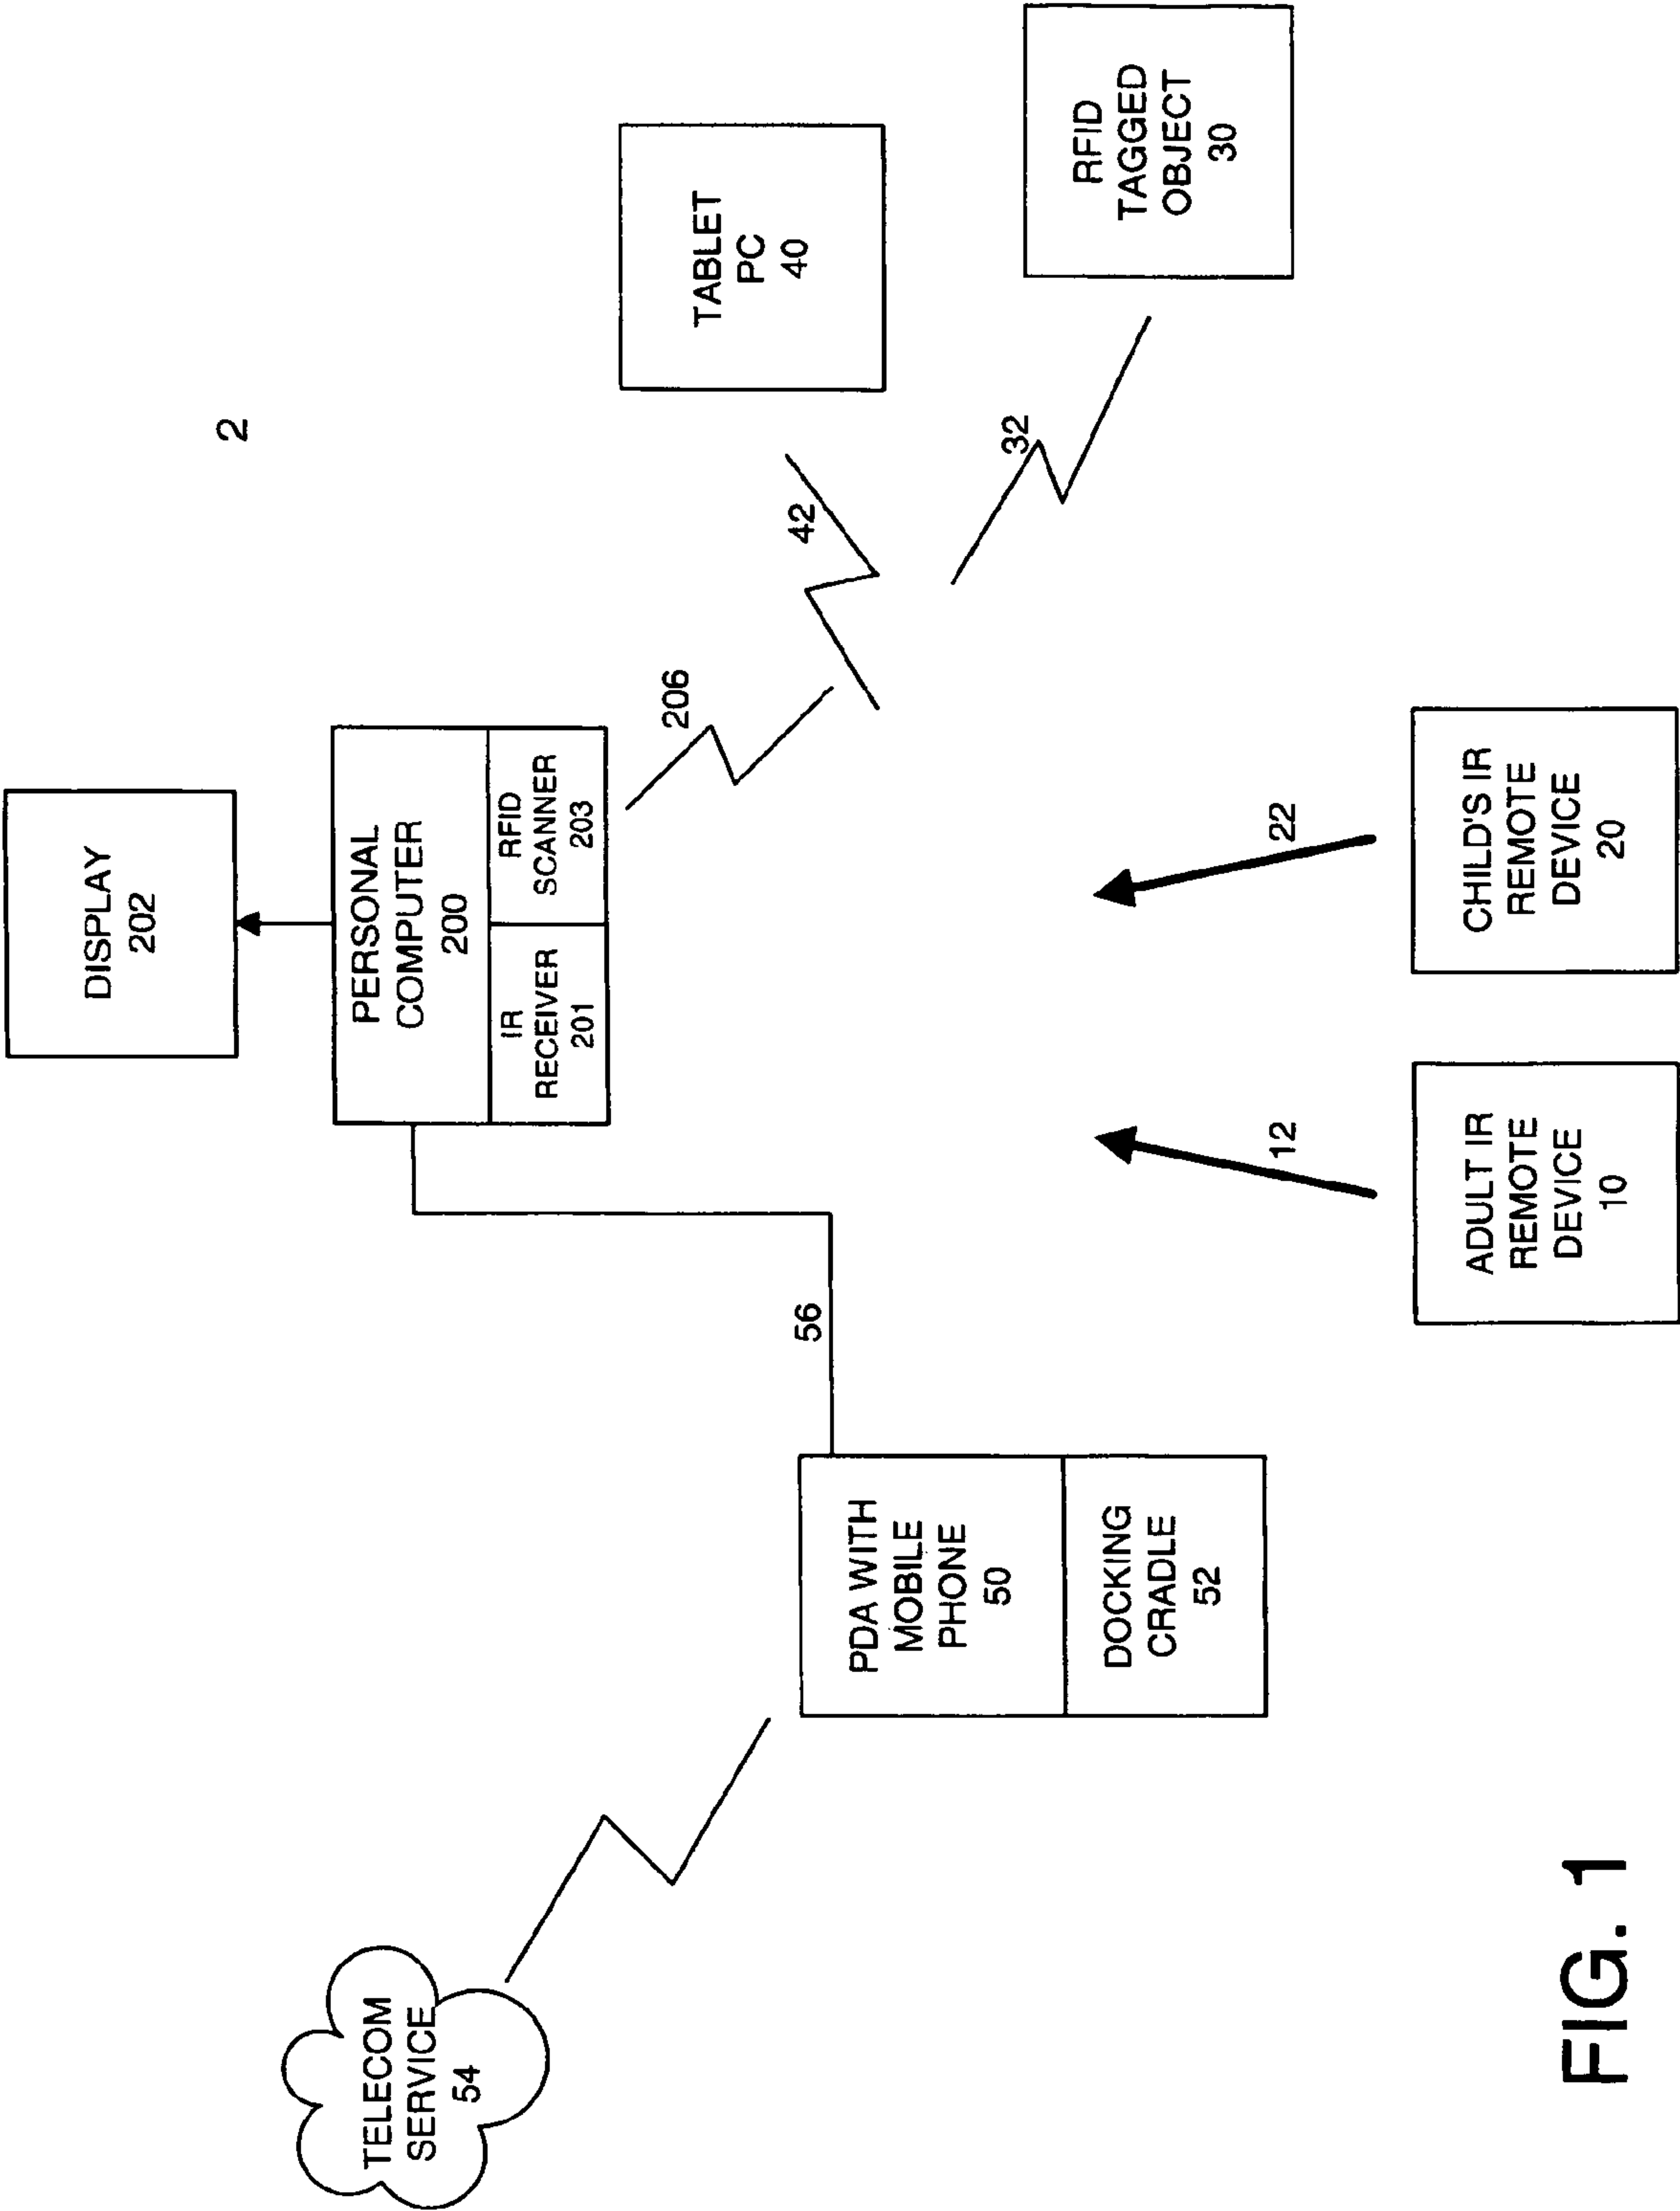 2
DISPLAY
202
PERSONAL
COMPUTER
200
IR
RECEIVER
201
RFID
SCANNER
203
206
TELECOM
SERVICE
54
56
42
TABLET
PC
40
PDA WITH
MOBILE
PHONE
50
DOCKING
CRADLE
52
32
RFID
TAGGED
OBJECT
30
12
22
ADULT IR
REMOTE
DEVICE
10
CHILD'S IR
REMOTE
DEVICE
20
FIG. 1